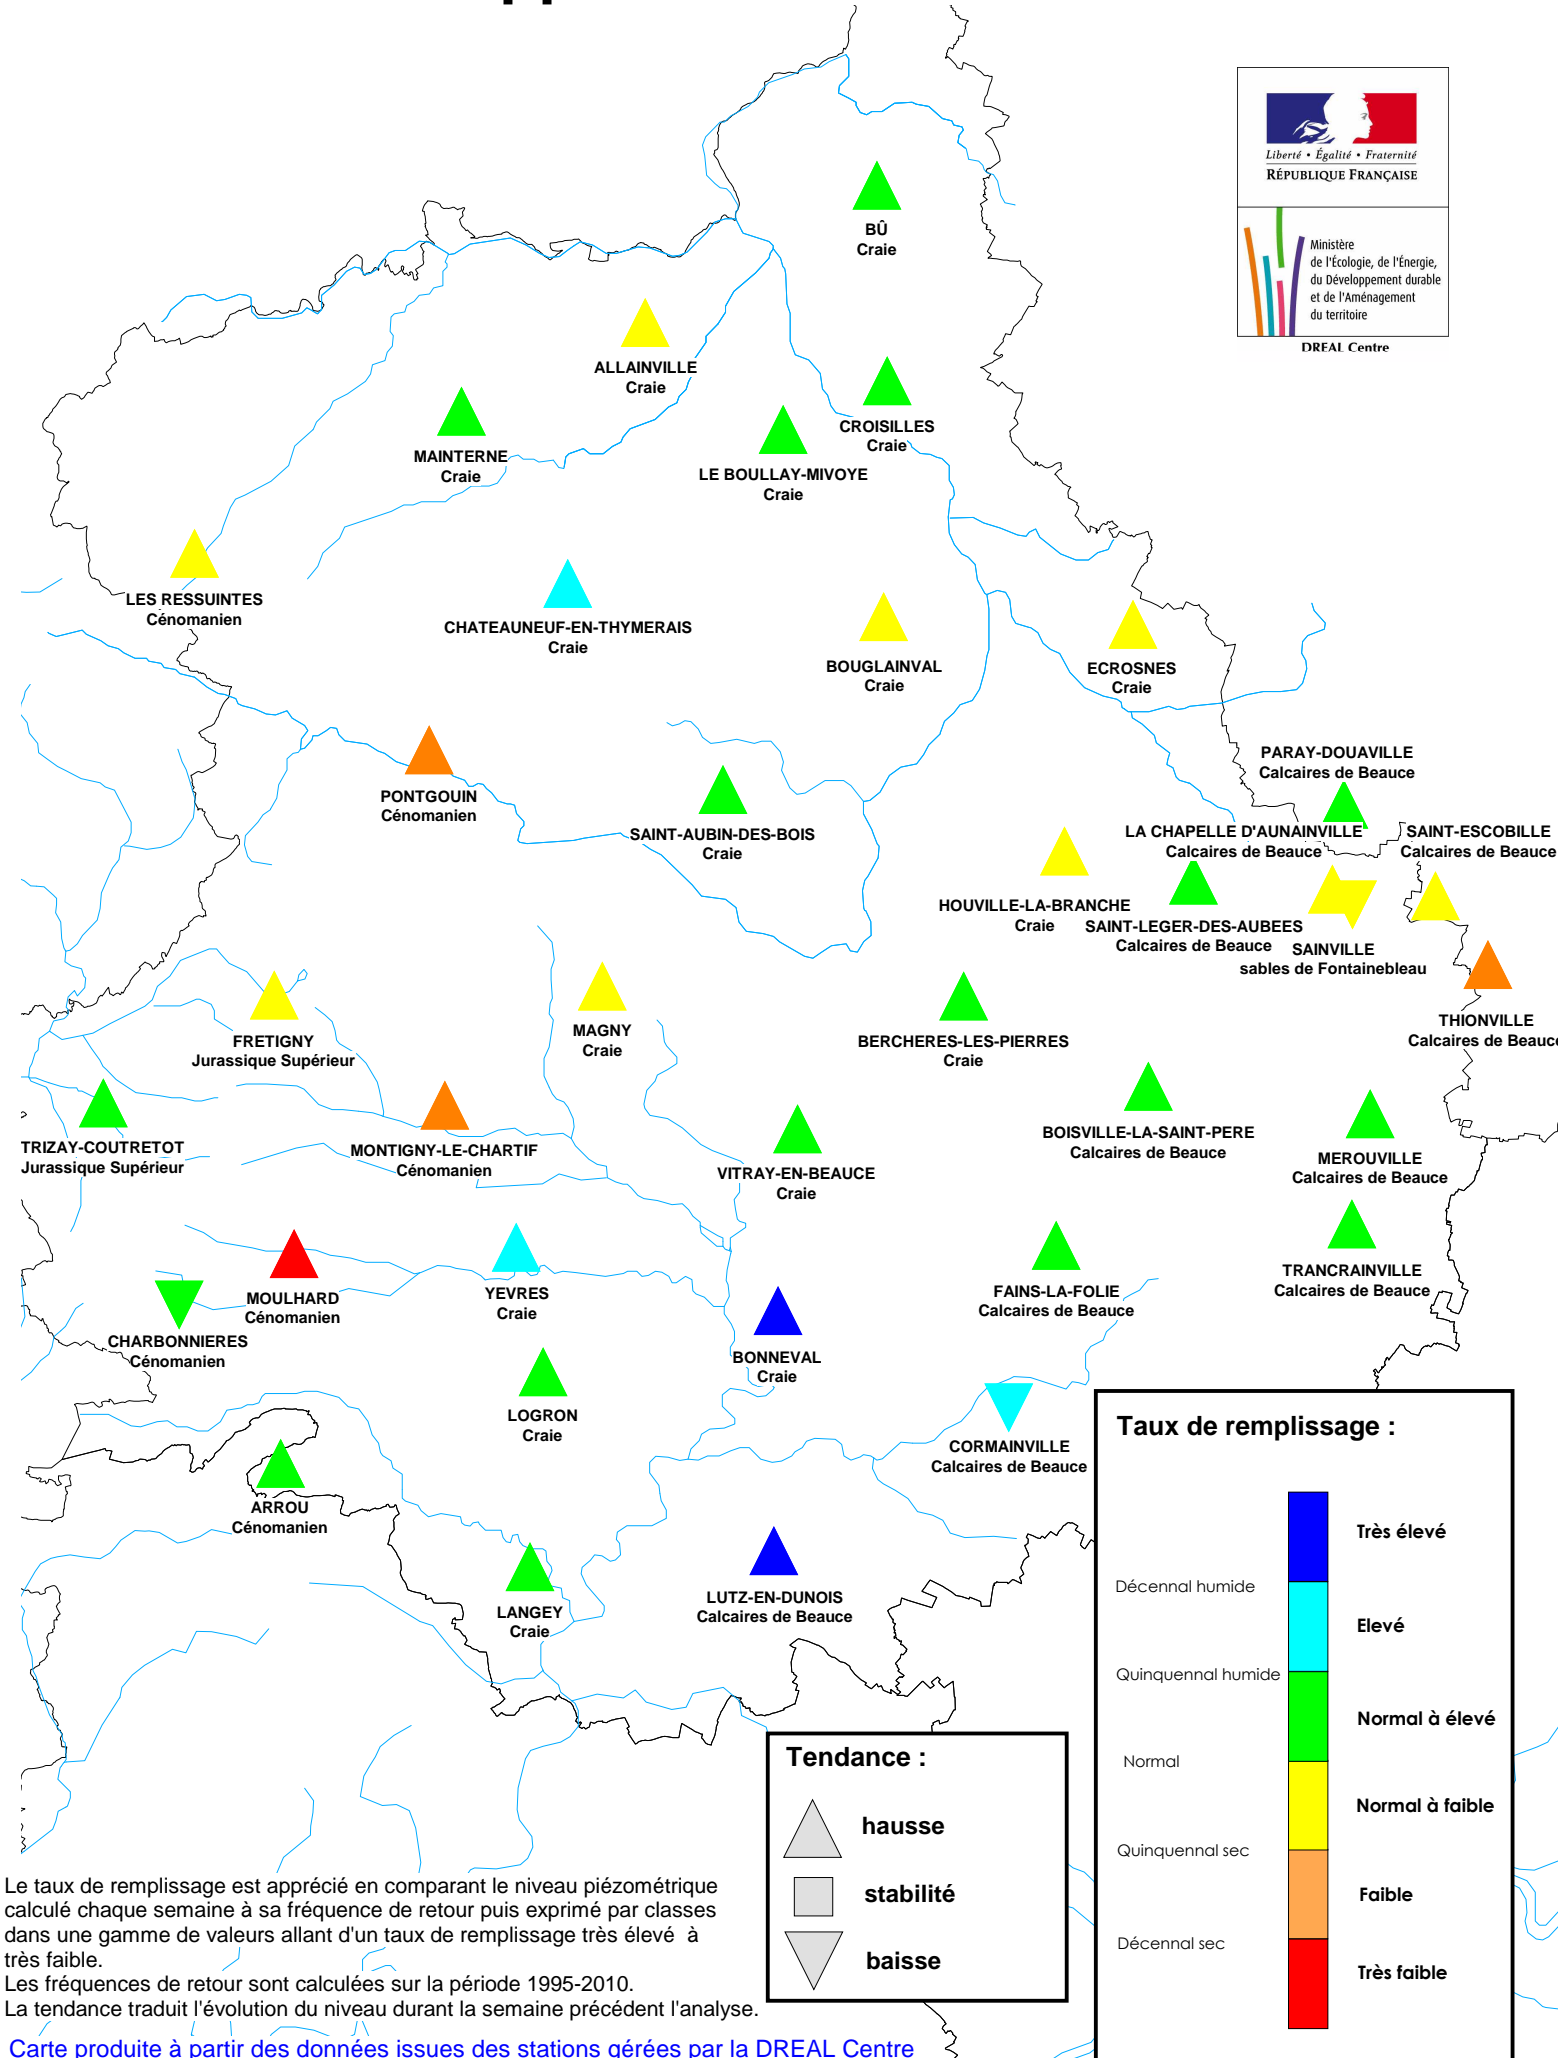 Liberté • Égalité • Fraternité
RÉPUBLIQUE FRANÇAISE
Ministère
de l'Écologie, de l'Énergie,
du Développement durable
et de l'Aménagement
du territoire
DREAL Centre
BÛ
Craie
ALLAINVILLE
Craie
MAINTERNE
Craie
CROISILLES
Craie
LE BOULLAY-MIVOYE
Craie
LES RESSUINTES
Cénomanien
CHATEAUNEUF-EN-THYMERAIS
Craie
BOUGLAINVAL
Craie
ECROSNES
Craie
PONTGOUIN
Cénomanien
SAINT-AUBIN-DES-BOIS
Craie
PARAY-DOUAVILLE
Calcaires de Beauce
LA CHAPELLE D'AUNAINVILLE
Calcaires de Beauce
SAINT-ESCOBILLE
Calcaires de Beauce
HOUVILLE-LA-BRANCHE
Craie
SAINT-LEGER-DES-AUBEES
Calcaires de Beauce
SAINVILLE
sables de Fontainebleau
THIONVILLE
Calcaires de Beauce
FRETIGNY
Jurassique Supérieur
MAGNY
Craie
BERCHERES-LES-PIERRES
Craie
TRIZAY-COUTRETOT
Jurassique Supérieur
MONTIGNY-LE-CHARTIF
Cénomanien
VITRAY-EN-BEAUCE
Craie
BOISVILLE-LA-SAINT-PERE
Calcaires de Beauce
MEROUVILLE
Calcaires de Beauce
TRANCRAINVILLE
Calcaires de Beauce
MOULHARD
Cénomanien
YEVRES
Craie
FAINS-LA-FOLIE
Calcaires de Beauce
CHARBONNIERES
Cénomanien
BONNEVAL
Craie
LOGRON
Craie
CORMAINVILLE
Calcaires de Beauce
ARROU
Cénomanien
LANGEY
Craie
LUTZ-EN-DUNOIS
Calcaires de Beauce
Taux de remplissage :
Très élevé
Décennal humide
Elevé
Quinquennal humide
Normal à élevé
Normal
Normal à faible
Quinquennal sec
Faible
Décennal sec
Très faible
Tendance :
hausse
stabilité
baisse
Le taux de remplissage est apprécié en comparant le niveau piézométrique
calculé chaque semaine à sa fréquence de retour puis exprimé par classes
dans une gamme de valeurs allant d'un taux de remplissage très élevé à
très faible.
Les fréquences de retour sont calculées sur la période 1995-2010.
La tendance traduit l'évolution du niveau durant la semaine précédent l'analyse.
Carte produite à partir des données issues des stations gérées par la DREAL Centre